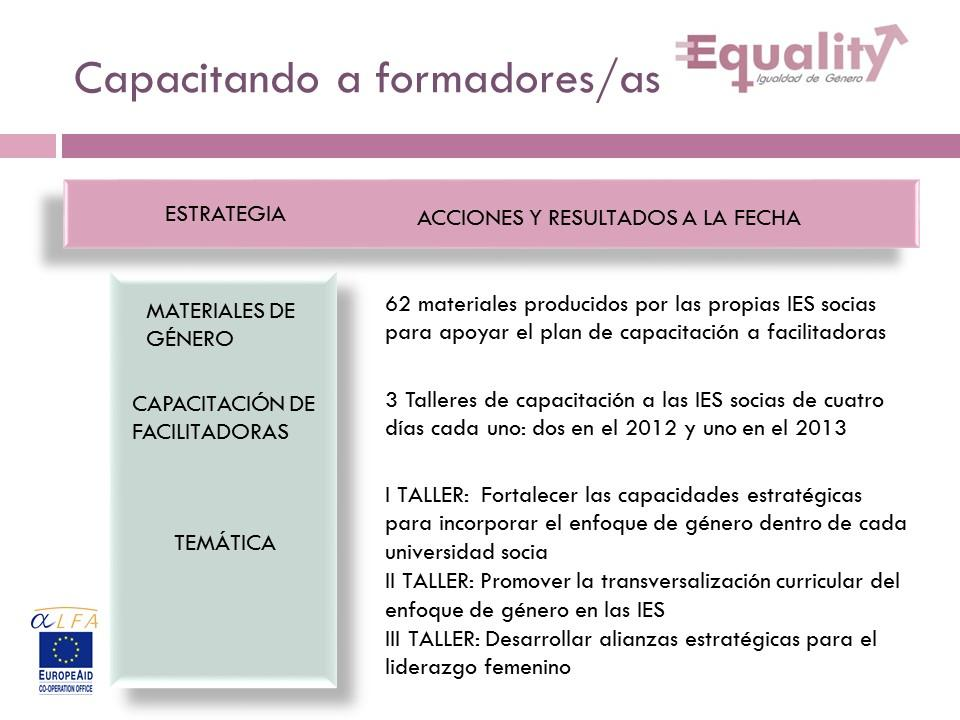 Capacitando a formadores/as
Equality
Igualdad de Género
ESTRATEGIA
ACCIONES Y RESULTADOS A LA FECHA
MATERIALES DE
GÉNERO
62 materiales producidos por las propias IES socias
para apoyar el plan de capacitación a facilitadoras
CAPACITACIÓN DE
FACILITADORAS
3 Talleres de capacitación a las IES socias de cuatro
días cada uno: dos en el 2012 y uno en el 2013
TEMÁTICA
I TALLER:  Fortalecer las capacidades estratégicas
para incorporar el enfoque de género dentro de cada
universidad socia
II TALLER: Promover la transversalización curricular del
enfoque de género en las IES
III TALLER: Desarrollar alianzas estratégicas para el
liderazgo femenino
αLFA
EUROPEAID
CO-OPERATION OFFICE